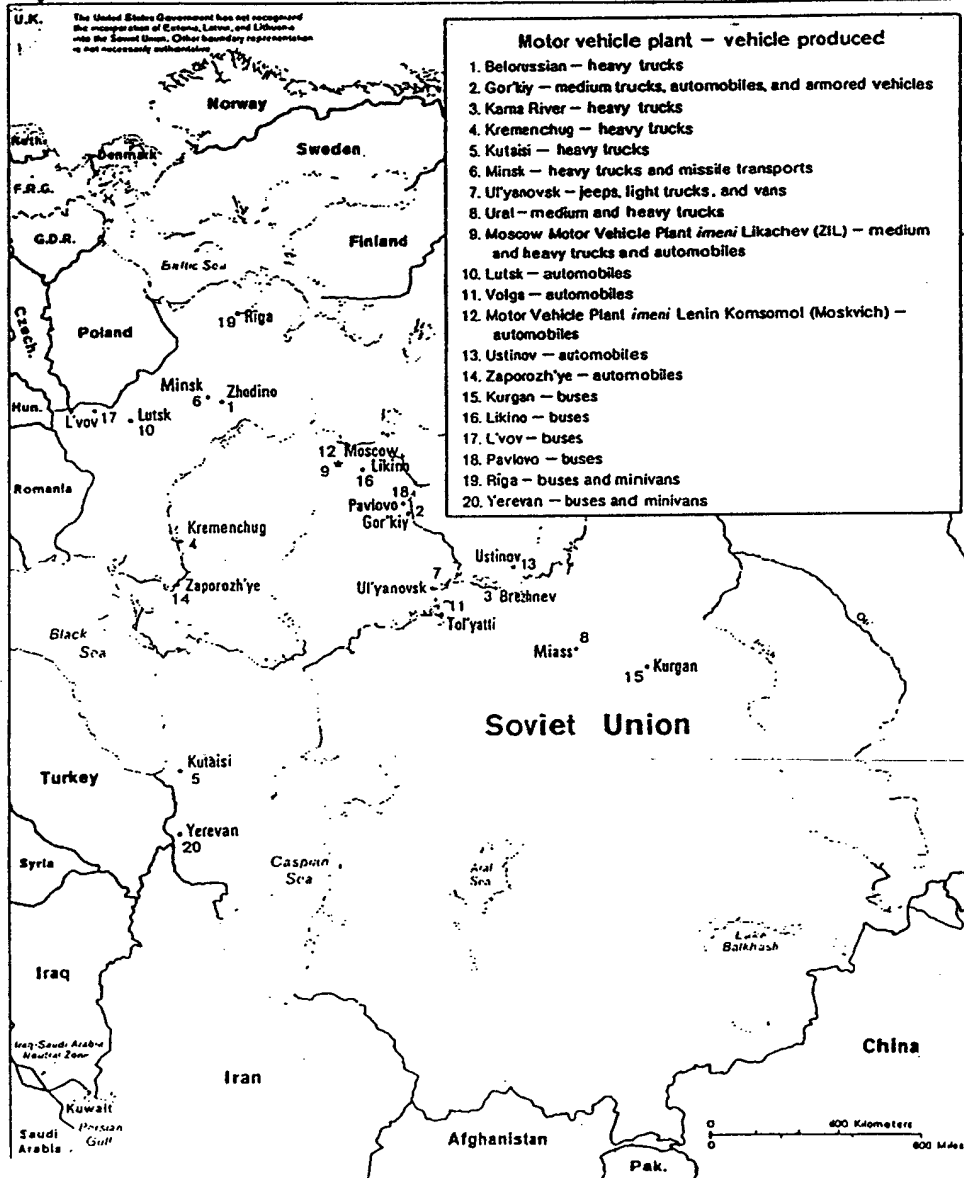 U.K.
The United States Government has not recognized
the incorporation of Estonia, Latvia, and Lithuania
into the Soviet Union. Other boundary representation
is not necessarily authoritative
Motor vehicle plant — vehicle produced
1. Belorussian — heavy trucks
2. Gor'kiy — medium trucks, automobiles, and armored vehicles
3. Kama River — heavy trucks
4. Kremenchug — heavy trucks
5. Kutaisi — heavy trucks
6. Minsk — heavy trucks and missile transports
7. Ul'yanovsk — jeeps, light trucks, and vans
8. Ural — medium and heavy trucks
9. Moscow Motor Vehicle Plant imeni Likachev (ZIL) — medium
and heavy trucks and automobiles
10. Lutsk — automobiles
11. Volga — automobiles
12. Motor Vehicle Plant imeni Lenin Komsomol (Moskvich) —
automobiles
13. Ustinov — automobiles
14. Zaporozh'ye — automobiles
15. Kurgan — buses
16. Likino — buses
17. L'vov — buses
18. Pavlovo — buses
19. Riga — buses and minivans
20. Yerevan — buses and minivans
Norway
Sweden
Neth.
Denmark
F.R.G.
G.D.R.
Finland
Baltic Sea
Czech.
Poland
19 Riga
Minsk
6
Zhodino
1
Hun.
L'vov 17
Lutsk
10
12 Moscow
9
Likino
16
Romania
18
Pavlovo
Gor'kiy 2
Kremenchug
4
Ustinov
13
Zaporozh'ye
14
7
Ul'yanovsk
3 Brezhnev
11
Tol'yatti
Black
Sea
8
Miass
15 Kurgan
Soviet Union
Turkey
Kutaisi
5
Yerevan
20
Syria
Caspian
Sea
Aral
Sea
Lake
Balkhash
Iraq
Iraq-Saudi Arabia
Neutral Zone
China
Iran
Kuwait
Persian
Gulf
Saudi
Arabia
Afghanistan
Pak.
0 600 Kilometers
0 600 Miles